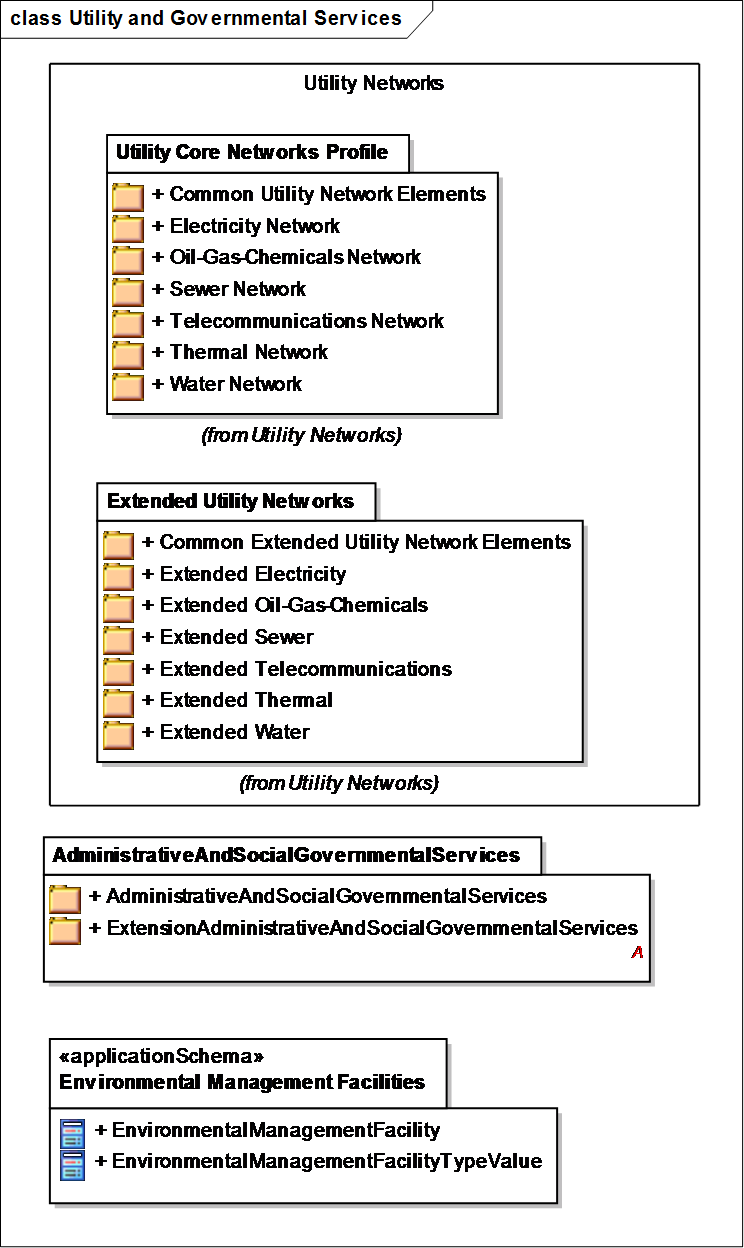 class Utility and Governmental Services
Utility Networks
Utility Core Networks Profile
+ Common Utility Network Elements
+ Electricity Network
+ Oil-Gas-Chemicals Network
+ Sewer Network
+ Telecommunications Network
+ Thermal Network
+ Water Network
(from Utility Networks)
Extended Utility Networks
+ Common Extended Utility Network Elements
+ Extended Electricity
+ Extended Oil-Gas-Chemicals
+ Extended Sewer
+ Extended Telecommunications
+ Extended Thermal
+ Extended Water
(from Utility Networks)
AdministrativeAndSocialGovernmentalServices
+ AdministrativeAndSocialGovernmentalServices
+ ExtensionAdministrativeAndSocialGovernmentalServices
A
«applicationSchema»
Environmental Management Facilities
+ EnvironmentalManagementFacility
+ EnvironmentalManagementFacilityTypeValue